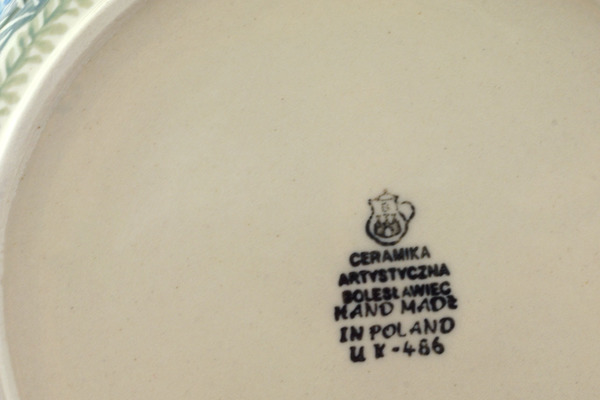 CERAMIKA
ARTYSTYCZNA
BOLESŁAWIEC
HAND MADE
IN POLAND
U K-486